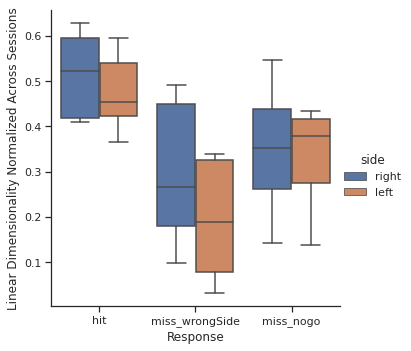 Linear Dimensionality Normalized Across Sessions
0.6
0.5
0.4
0.3
0.2
0.1
hit
miss_wrongSide
miss_nogo
Response
side
right
left